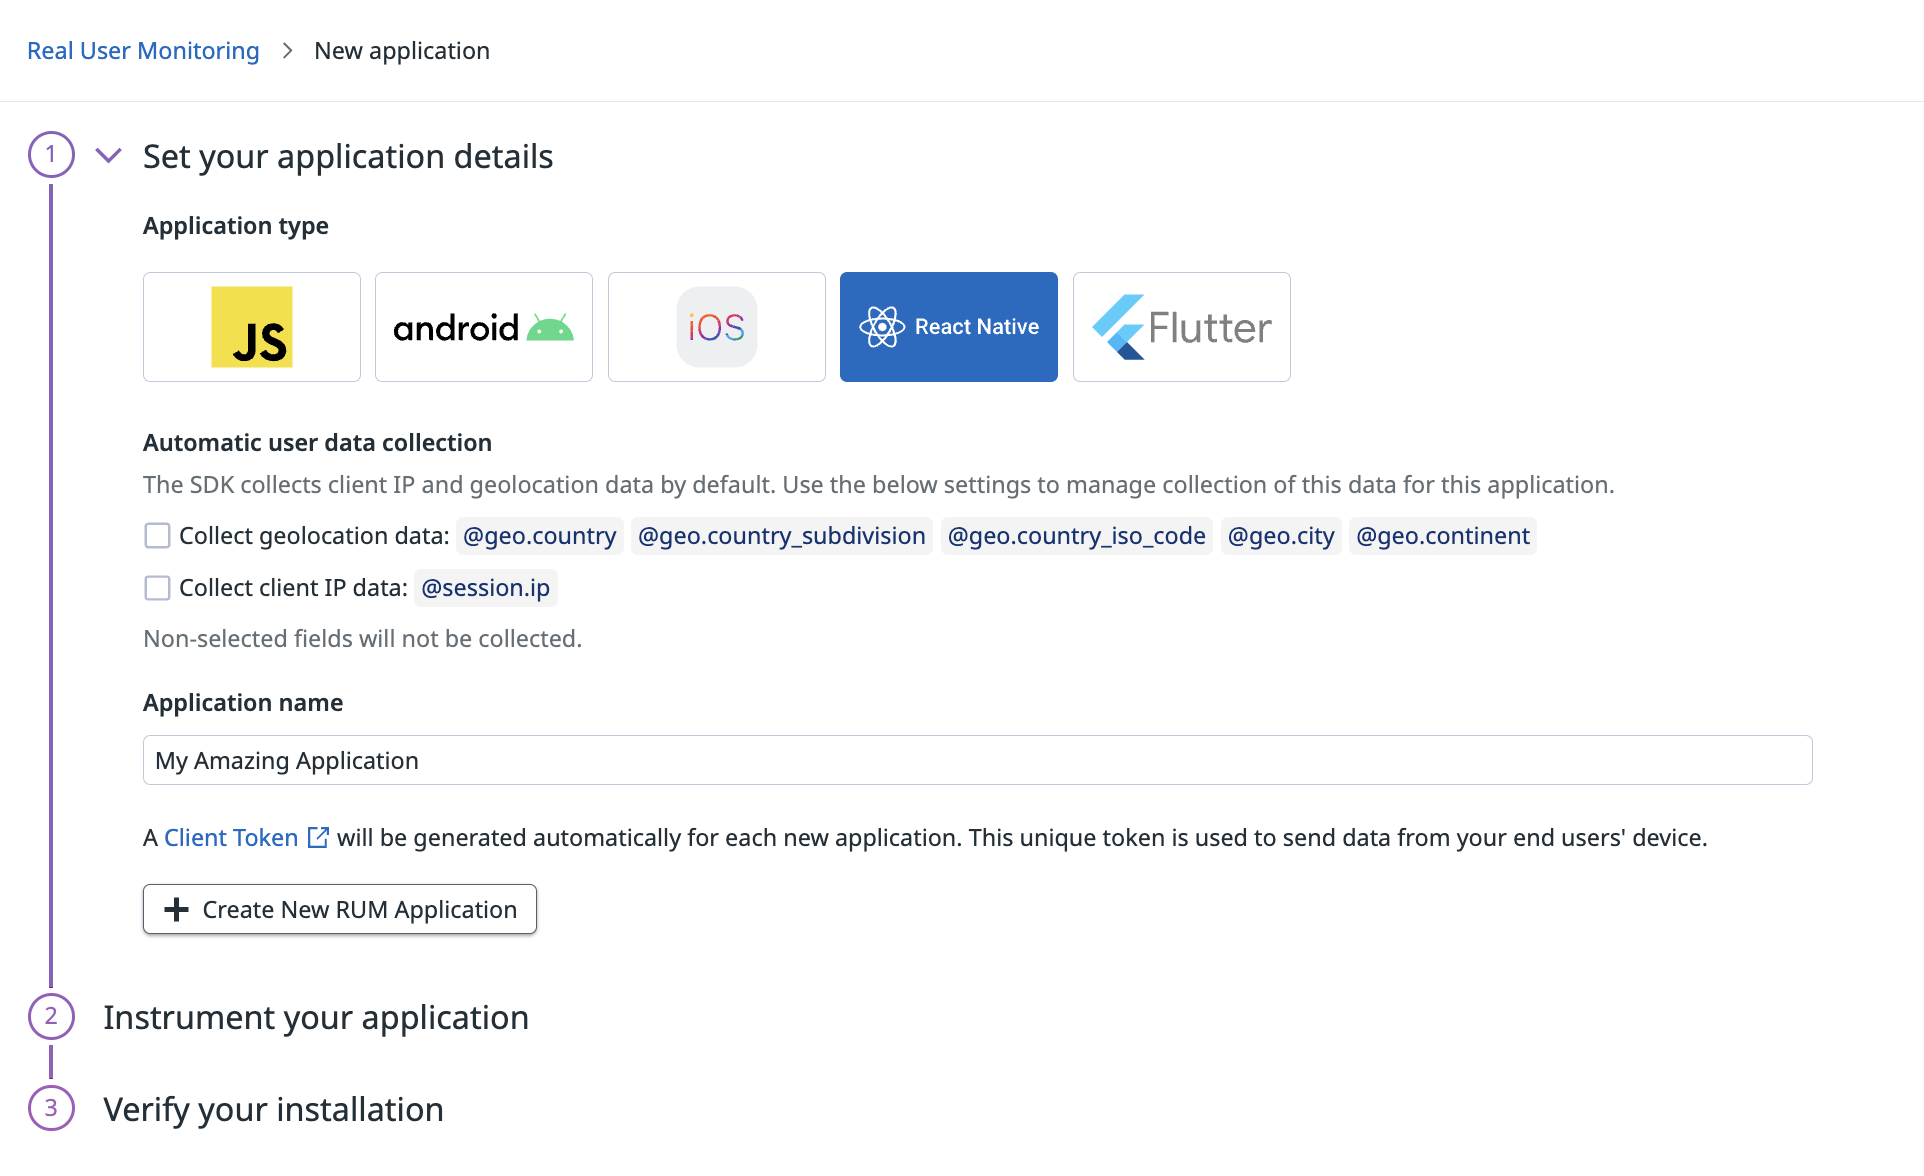 Real User Monitoring > New application
1 Set your application details
Application type
JS android iOS React Native Flutter
Automatic user data collection
The SDK collects client IP and geolocation data by default. Use the below settings to manage collection of this data for this application.
Collect geolocation data: @geo.country @geo.country_subdivision @geo.country_iso_code @geo.city @geo.continent
Collect client IP data: @session.ip
Non-selected fields will not be collected.
Application name
My Amazing Application
A Client Token will be generated automatically for each new application. This unique token is used to send data from your end users' device.
+ Create New RUM Application
2 Instrument your application
3 Verify your installation